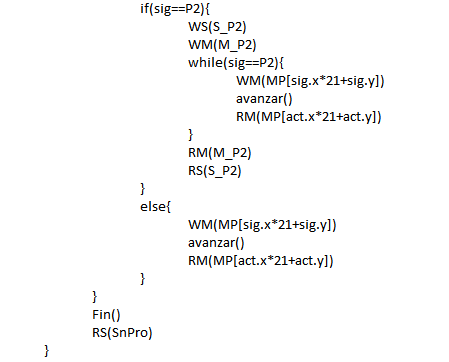 if(sig==P2){
WS(S_P2)
WM(M_P2)
while(sig==P2){
WM(MP[sig.x*21+sig.y])
avanzar()
RM(MP[act.x*21+act.y])
}
RM(M_P2)
RS(S_P2)
}
else{
WM(MP[sig.x*21+sig.y])
avanzar()
RM(MP[act.x*21+act.y])
}
}
Fin()
RS(SnPro)
}